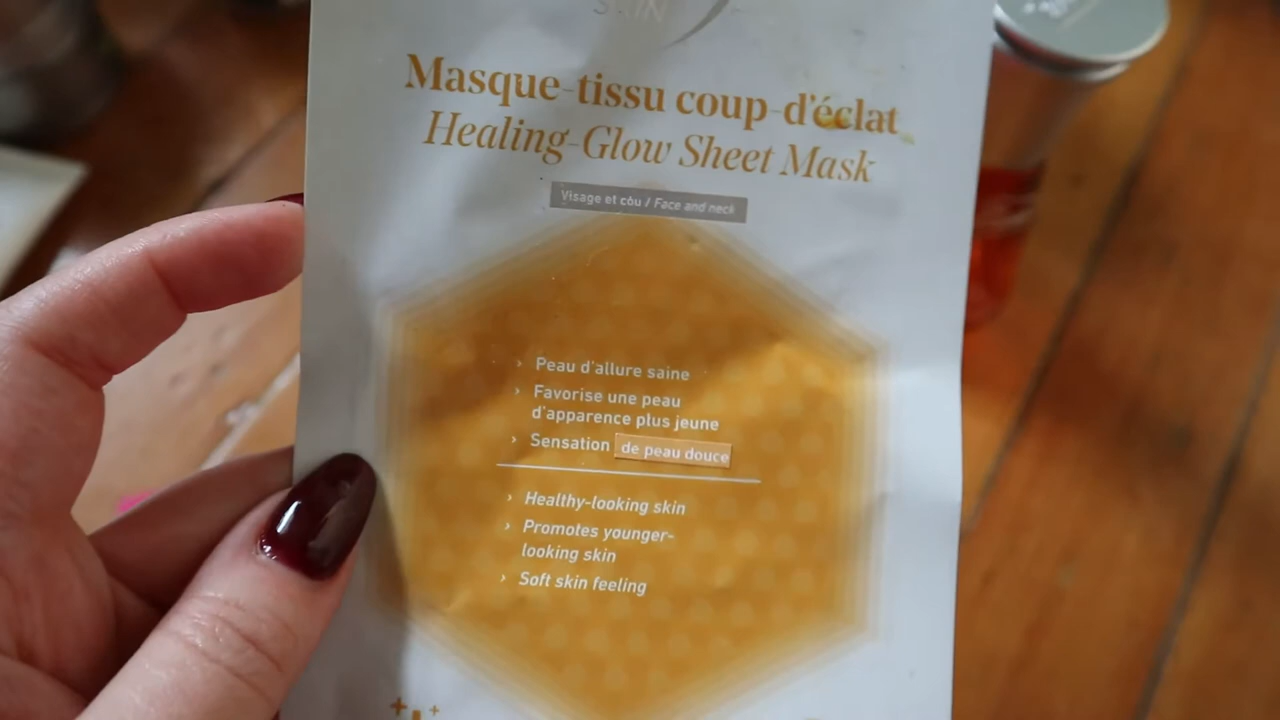 SKIN
Masque-tissu coup-d'éclat
Healing-Glow Sheet Mask
Visage et cou / Face and neck
› Peau d'allure saine
› Favorise une peau
d'apparence plus jeune
› Sensation de peau douce
› Healthy-looking skin
› Promotes younger-
looking skin
› Soft skin feeling